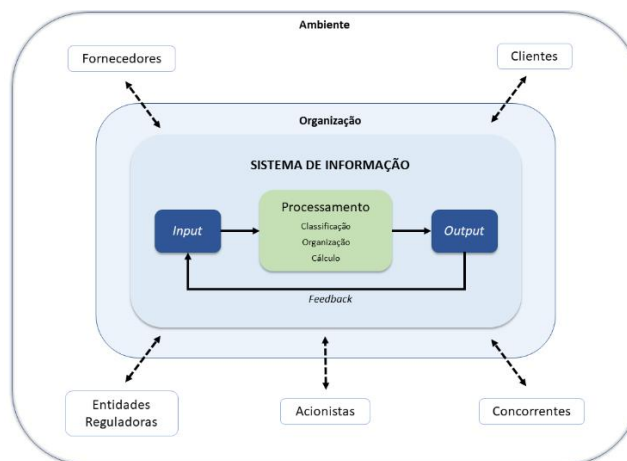 Ambiente
Fornecedores
Clientes
Organização
SISTEMA DE INFORMAÇÃO
Processamento
Classificação
Organização
Cálculo
Input
Output
Feedback
Entidades
Reguladoras
Acionistas
Concorrentes